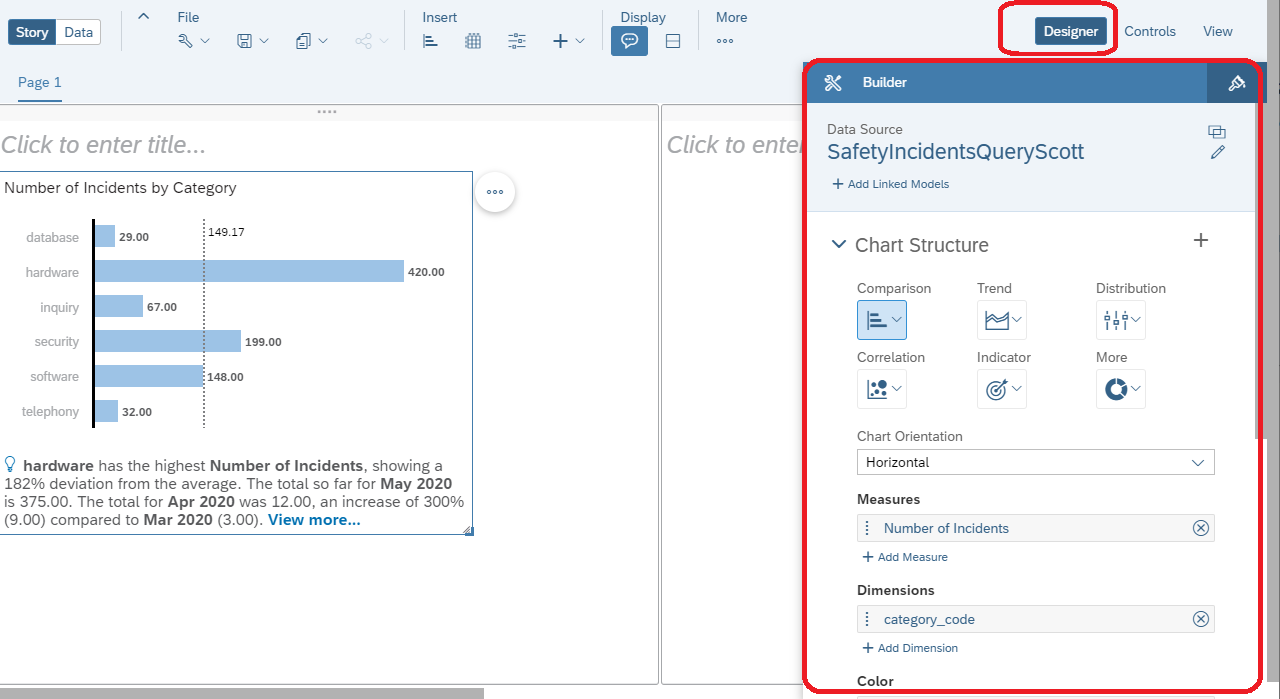 Story Data
File
Insert
Display
More
Designer
Controls
View
Page 1
Click to enter title...
Number of Incidents by Category
149.17
database 29.00
hardware 420.00
inquiry 67.00
security 199.00
software 148.00
telephony 32.00
hardware has the highest Number of Incidents, showing a
182% deviation from the average. The total so far for May 2020
is 375.00. The total for Apr 2020 was 12.00, an increase of 300%
(9.00) compared to Mar 2020 (3.00). View more...
Click to enter
Builder
Data Source
SafetyIncidentsQueryScott
+ Add Linked Models
Chart Structure
Comparison Trend Distribution
Correlation Indicator More
Chart Orientation
Horizontal
Measures
Number of Incidents
+ Add Measure
Dimensions
category_code
+ Add Dimension
Color